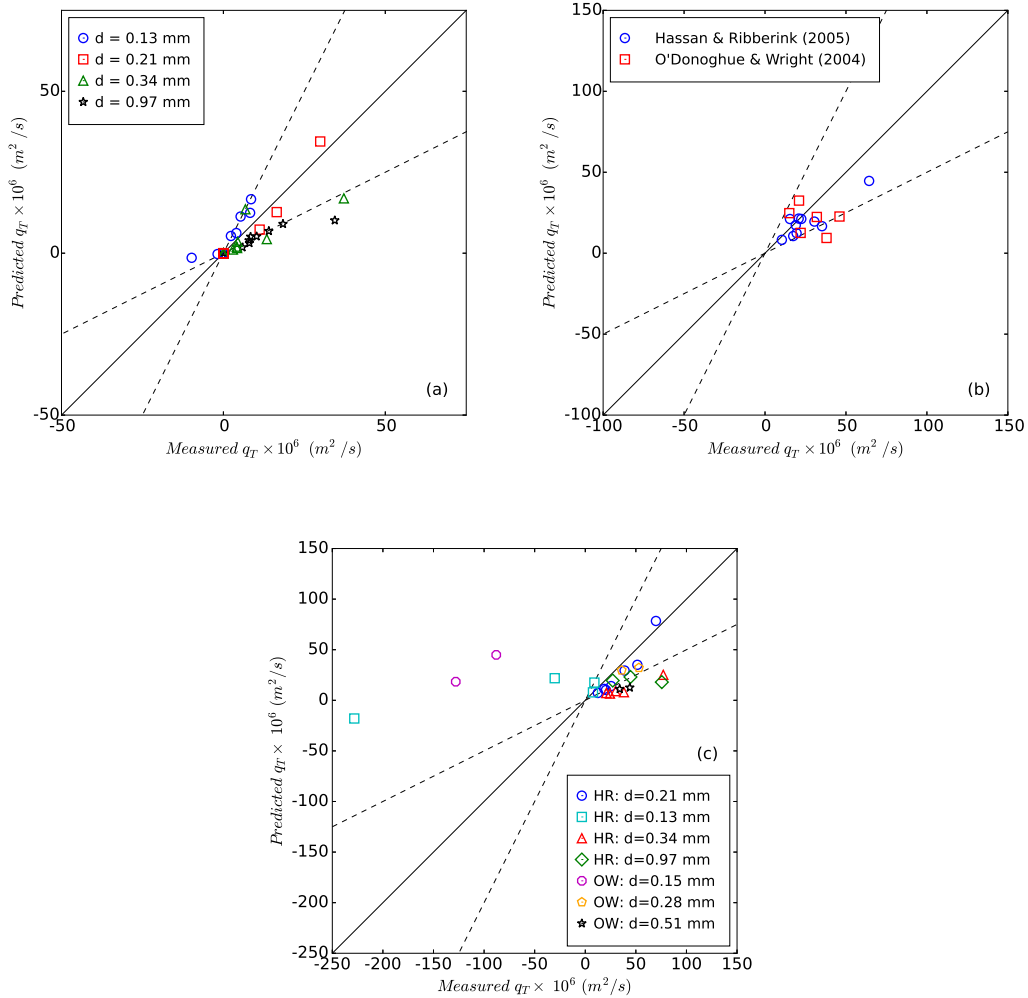 d = 0.13 mm
d = 0.21 mm
d = 0.34 mm
d = 0.97 mm
50
0
-50
-50 0 50
Predicted q_T × 10^6 (m^2 /s)
Measured q_T × 10^6 (m^2 /s)
(a)
Hassan & Ribberink (2005)
O'Donoghue & Wright (2004)
150
100
50
0
-50
-100
-100 -50 0 50 100 150
Predicted q_T × 10^6 (m^2 /s)
Measured q_T × 10^6 (m^2 /s)
(b)
150
100
50
0
-50
-100
-150
-200
-250
-250 -200 -150 -100 -50 0 50 100 150
Predicted q_T × 10^6 (m^2/s)
Measured q_T × 10^6 (m^2/s)
(c)
HR: d=0.21 mm
HR: d=0.13 mm
HR: d=0.34 mm
HR: d=0.97 mm
OW: d=0.15 mm
OW: d=0.28 mm
OW: d=0.51 mm